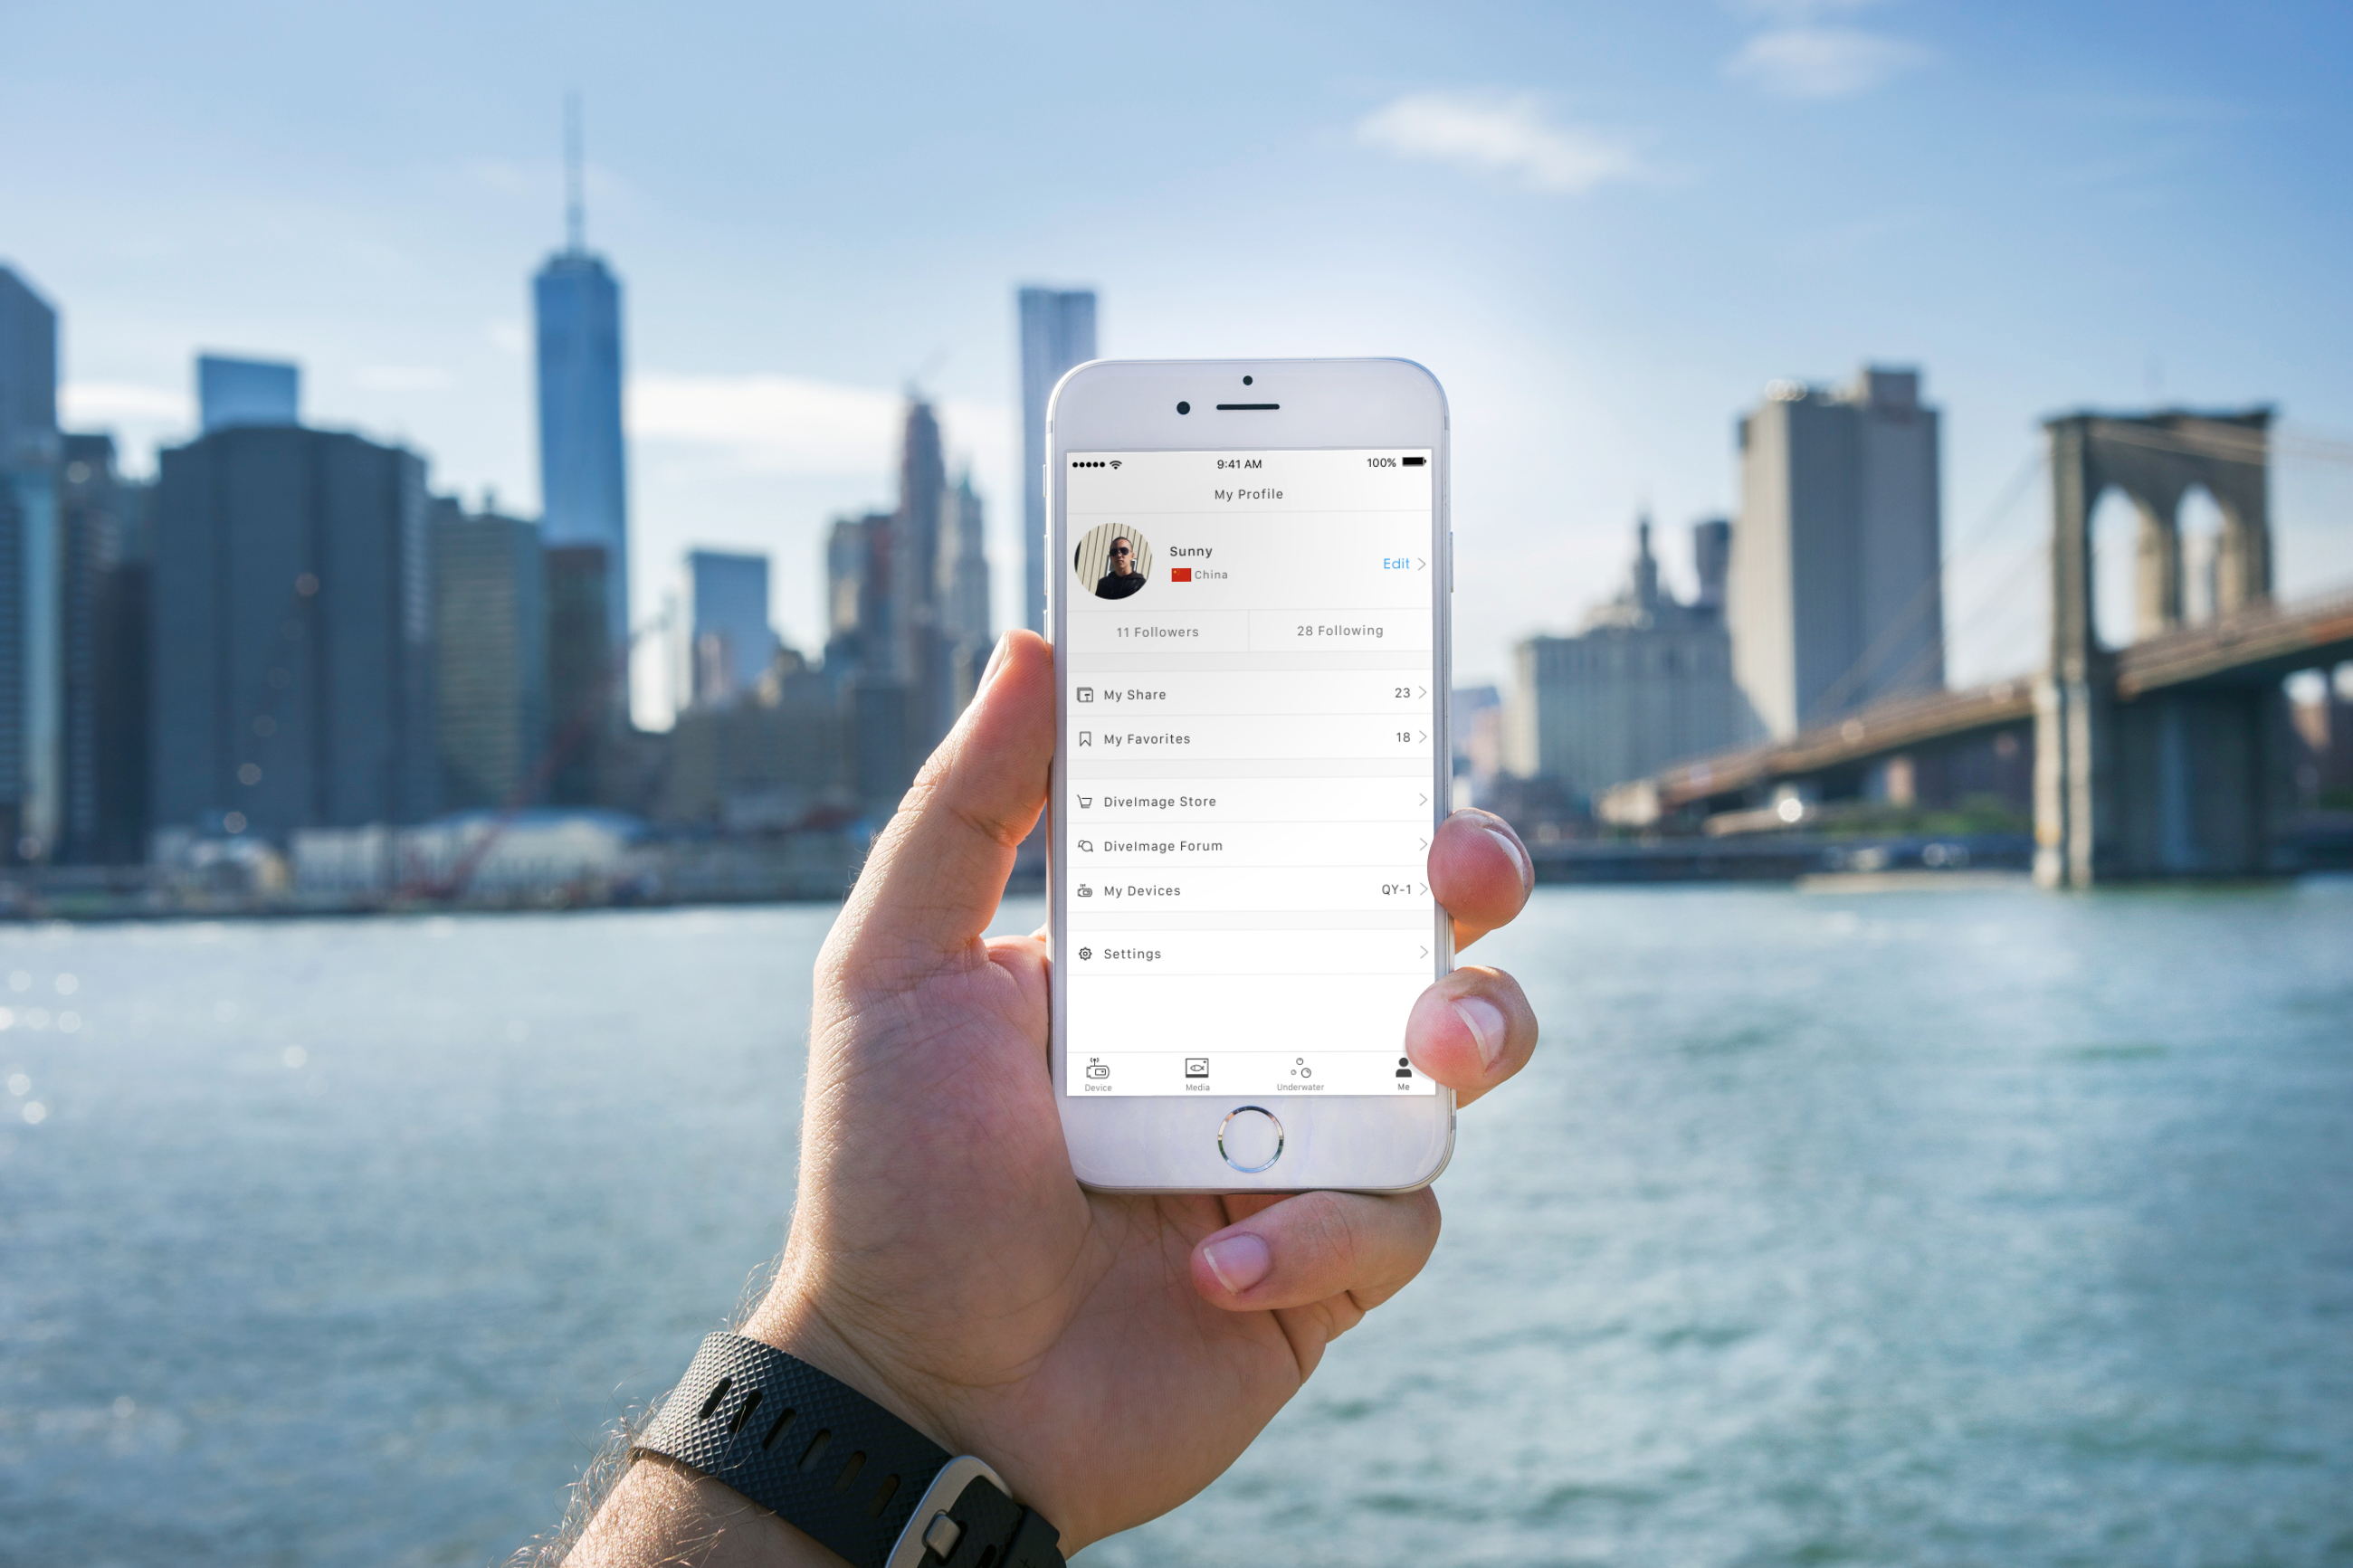 9:41 AM 100%
My Profile
Sunny
China
Edit
11 Followers 28 Following
My Share 23
My Favorites 18
DiveImage Store
DiveImage Forum
My Devices QY-1
Settings
Device Media Underwater Me